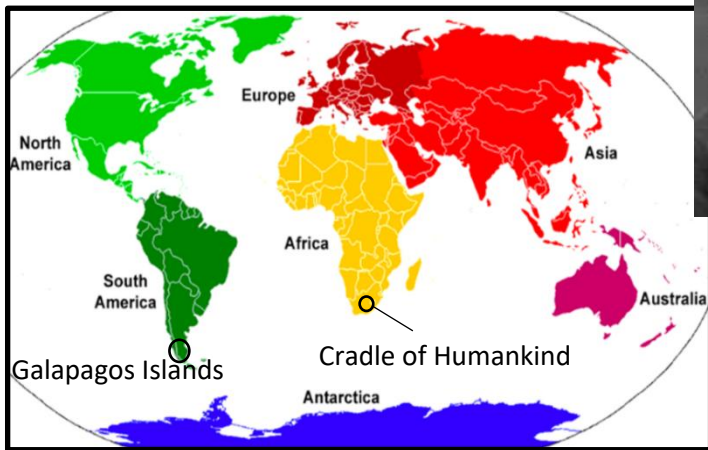 Europe
North
America
Asia
Africa
South
America
Australia
Galapagos Islands
Cradle of Humankind
Antarctica